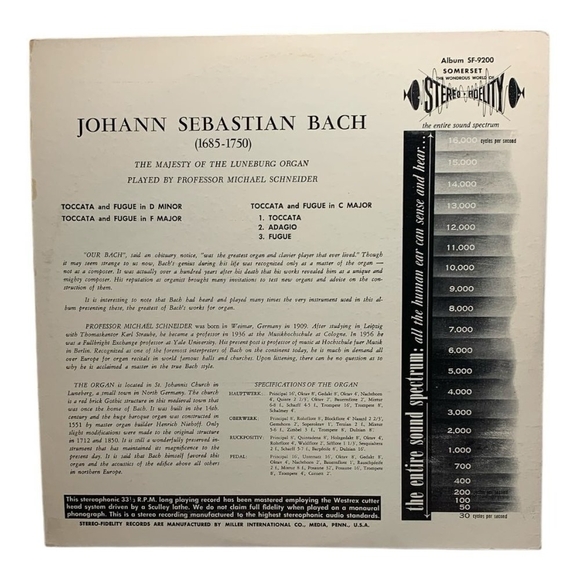 Album SF-9200
SOMERSET
THE WONDROUS WORLD OF
STEREO-FIDELITY
the entire sound spectrum
JOHANN SEBASTIAN BACH
(1685-1750)
THE MAJESTY OF THE LUNEBURG ORGAN
PLAYED BY PROFESSOR MICHAEL SCHNEIDER
TOCCATA and FUGUE in D MINOR
TOCCATA and FUGUE in F MAJOR
TOCCATA and FUGUE in C MAJOR
1. TOCCATA
2. ADAGIO
3. FUGUE
"OUR BACH", said an obituary notice, "was the greatest organ and clavier player that ever lived." Though
it may seem strange to us now, Bach's genius during his life was recognized only as a master of the organ —
not as a composer. It was actually over a hundred years after his death that his works revealed him as a unique and
mighty composer. His reputation as organist brought many invitations to test new organs and advise on the con-
struction of them.
It is interesting to note that Bach had heard and played many times the very instrument used in this al-
bum presenting these, the greatest of Bach's works for organ.
PROFESSOR MICHAEL SCHNEIDER was born in Weimar, Germany in 1909. After studying in Leipzig
with Thomaskantor Karl Straube, he became a professor in 1936 at the Musikhochschule at Cologne. In 1956 he
was a Fullbright Exchange professor at Yale University. His present post is professor of music at Hochschule fuer Musik
in Berlin. Recognized as one of the foremost interpreters of Bach on the continent today, he is much in demand all
over Europe for organ recitals in world famous halls and churches. Upon listening, there can be no question as to
why he is acclaimed a master in the true Bach style.
THE ORGAN is located in St. Johannis Church in
Luneberg, a small town in North Germany. The church is
a red brick Gothic structure in this medieval town that
was once the home of Bach. It was built in the 14th
century and the huge baroque organ was constructed in
1551 by master organ builder Henrich Niathoff. Only
slight modifications were made to the original structure
in 1712 and 1850. It is still a wonderfully preserved in-
strument that has maintained its magnificence to the
present day. It is said that Bach himself favored this
organ and the acoustics of the edifice above all others
in northern Europe.
SPECIFICATIONS OF THE ORGAN
HAUPTWERK:
OBERWERK:
RUCKPOSITIV:
PEDAL:
16,000 cycles per second
15,000
14,000
13,000
12,000
11,000
10,000
9,000
8,000
7,000
6,000
5,000
4,000
3,000
2,000
1,000
700
400
200
100
50
30 cycles per second
the entire sound spectrum: all the human ear can sense and hear...
This stereophonic 33⅓ R.P.M. long playing record has been mastered employing the Westrex cutter
head system driven by a Sculley lathe. We do not claim full fidelity when played on a monaural
phonograph. This is a stereo recording manufactured to the highest stereophonic audio standards.
STEREO-FIDELITY RECORDS ARE MANUFACTURED BY MILLER INTERNATIONAL CO., MEDIA, PENN., U.S.A.